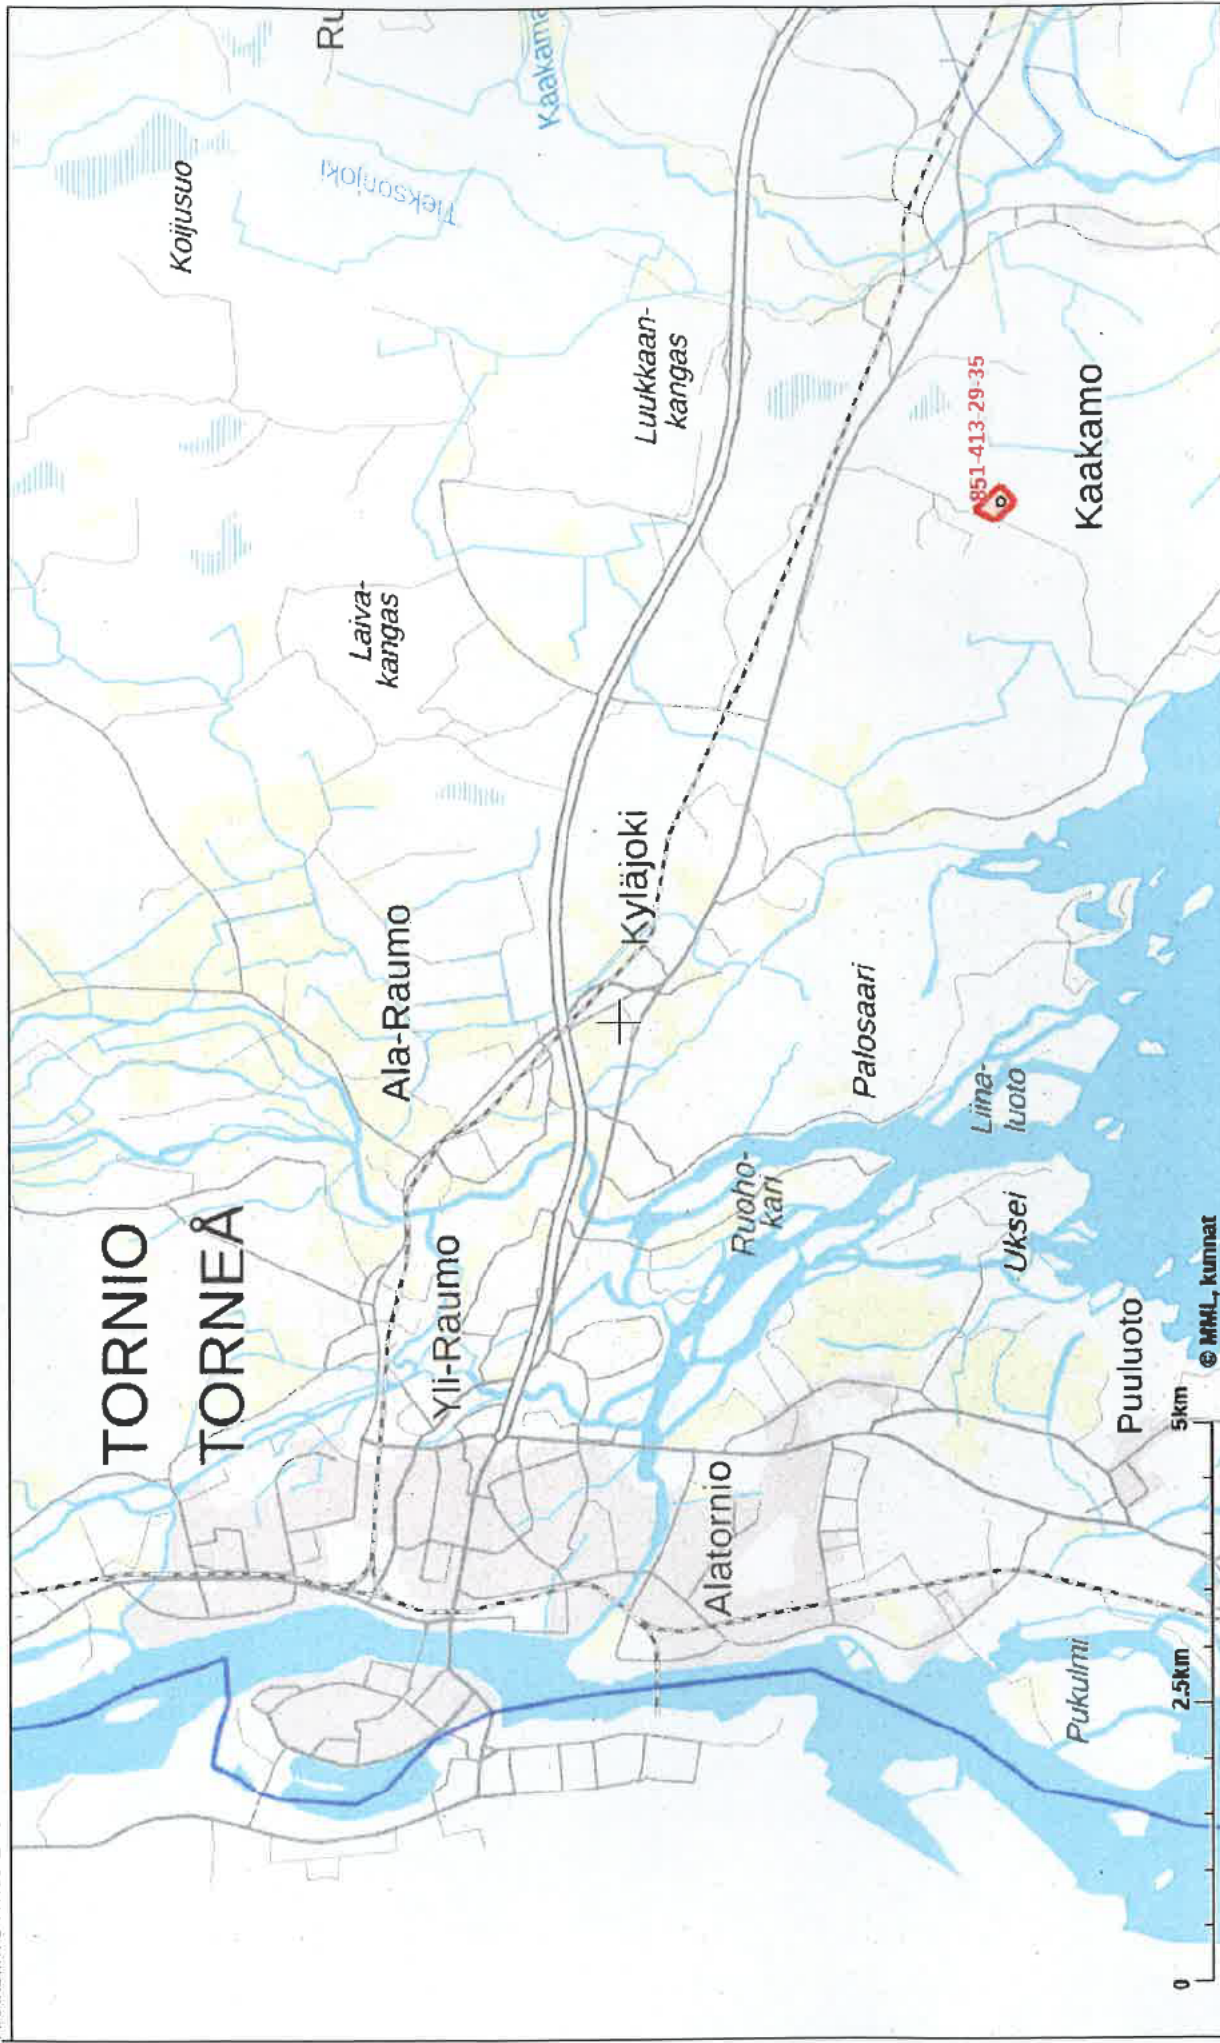 TORNIO
TORNEÅ
Koijusuo
Ru
Tieksonjoki
Kaakama
Laiva-
kangas
Ala-Raumo
Yli-Raumo
Luukkaan-
kangas
Kyläjoki
Alatornio
Ruoho-
kari
Palosaari
851-413-29-35
Liina-
luoto
Uksei
Kaakamo
Pukulmi
Puuluoto
0
2.5km
5km
© MML, kunnat